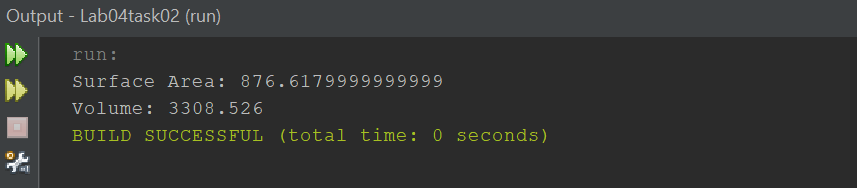 Output - Lab04task02 (run)
run:
Surface Area: 876.6179999999999
Volume: 3308.526
BUILD SUCCESSFUL (total time: 0 seconds)